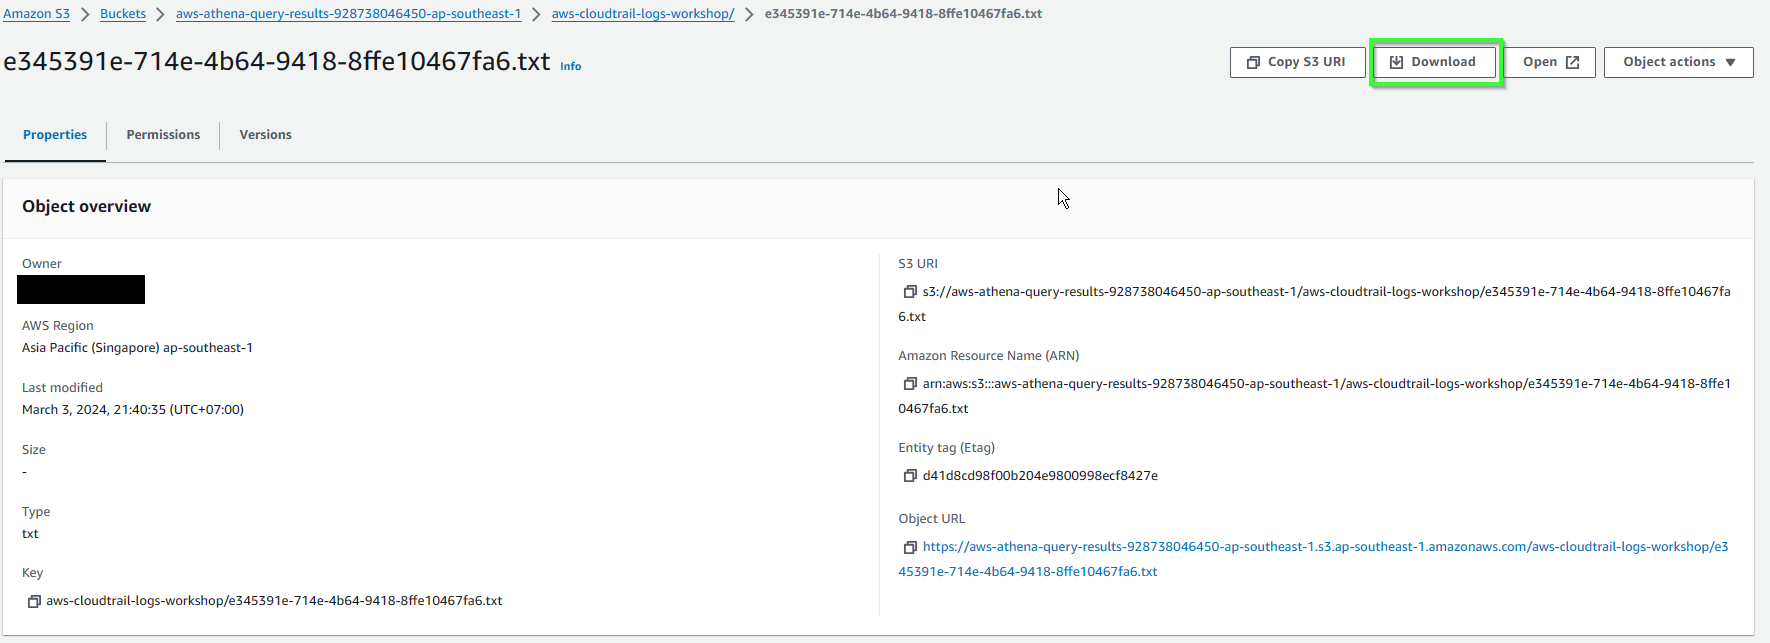 Amazon S3 > Buckets > aws-athena-query-results-928738046450-ap-southeast-1 > aws-cloudtrail-logs-workshop/ > e345391e-714e-4b64-9418-8ffe10467fa6.txt
e345391e-714e-4b64-9418-8ffe10467fa6.txt Info
Copy S3 URI Download Open Object actions
Properties Permissions Versions
Object overview
Owner
AWS Region
Asia Pacific (Singapore) ap-southeast-1
Last modified
March 3, 2024, 21:40:35 (UTC+07:00)
Size
-
Type
txt
Key
aws-cloudtrail-logs-workshop/e345391e-714e-4b64-9418-8ffe10467fa6.txt
S3 URI
s3://aws-athena-query-results-928738046450-ap-southeast-1/aws-cloudtrail-logs-workshop/e345391e-714e-4b64-9418-8ffe10467fa
6.txt
Amazon Resource Name (ARN)
arn:aws:s3:::aws-athena-query-results-928738046450-ap-southeast-1/aws-cloudtrail-logs-workshop/e345391e-714e-4b64-9418-8ffe1
0467fa6.txt
Entity tag (Etag)
d41d8cd98f00b204e9800998ecf8427e
Object URL
https://aws-athena-query-results-928738046450-ap-southeast-1.s3.ap-southeast-1.amazonaws.com/aws-cloudtrail-logs-workshop/e3
45391e-714e-4b64-9418-8ffe10467fa6.txt